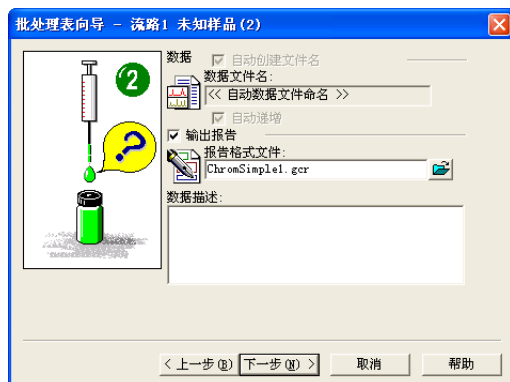 批处理表向导 - 流路1 未知样品(2)
2
?
数据
自动创建文件名
数据文件名:
<< 自动数据文件命名 >>
自动递增
输出报告
报告格式文件:
ChromSimple1.gcr
数据描述:
< 上一步(B) 下一步(N) > 取消 帮助